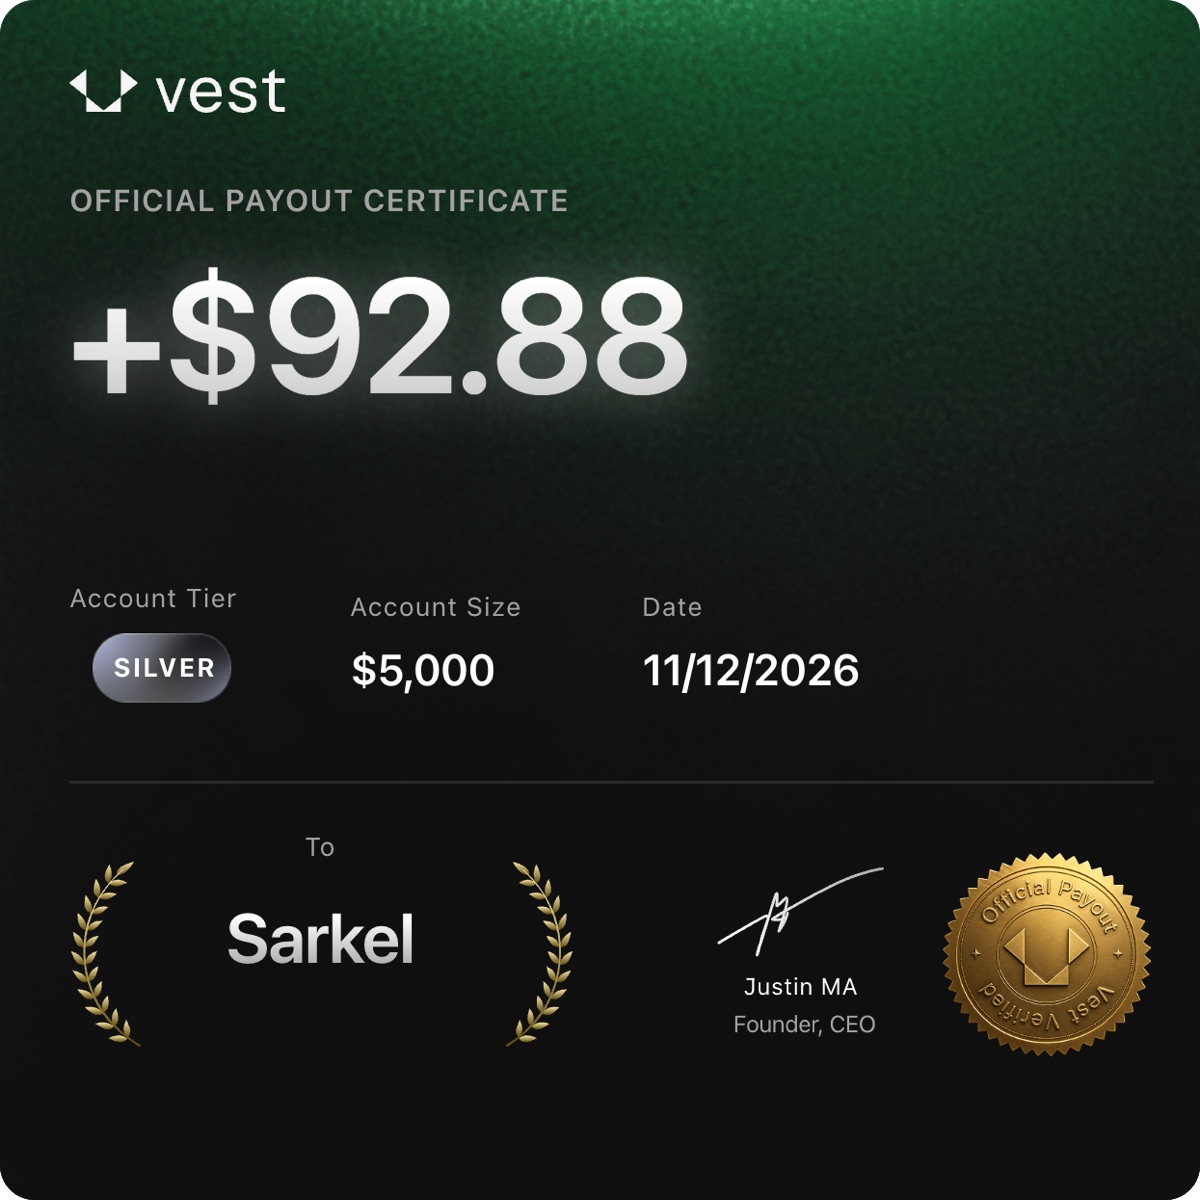 vest
OFFICIAL PAYOUT CERTIFICATE
+$92.88
Account Tier
SILVER
Account Size
$5,000
Date
11/12/2026
To
Sarkel
Justin MA
Founder, CEO
Official Payout
Vest Verified